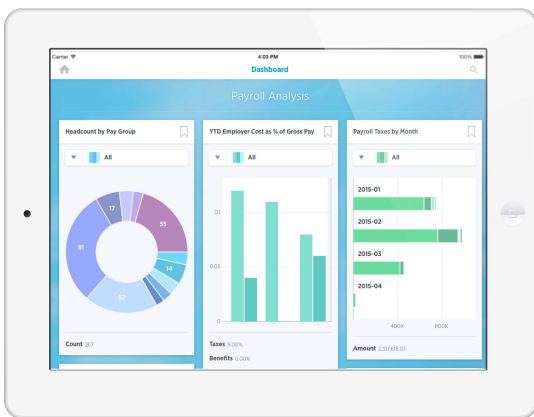 Carrier
4:03 PM
100%
Dashboard
Payroll Analysis
Headcount by Pay Group
All
17
55
14
52
81
Count 267
YTD Employer Cost as % of Gross Pay
All
0.1
0.05
0
Taxes 8.00%
Benefits 6.00%
Payroll Taxes by Month
All
2015-01
2015-02
2015-03
2015-04
400K 800K
Amount 2,317,616.03